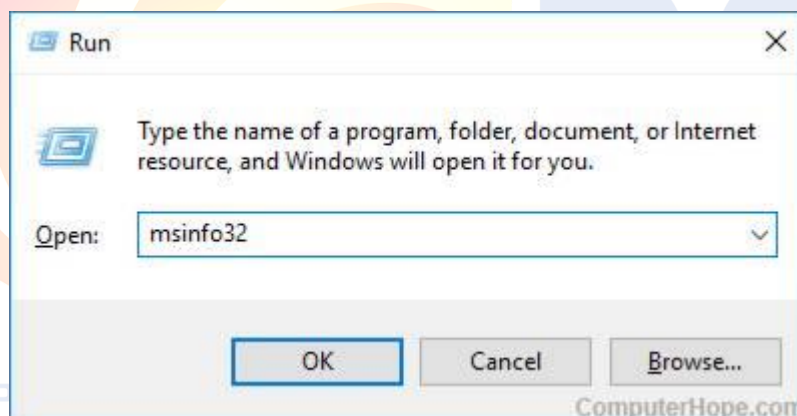 Run
Type the name of a program, folder, document, or Internet
resource, and Windows will open it for you.
Open: msinfo32
OK Cancel Browse...
ComputerHope.com